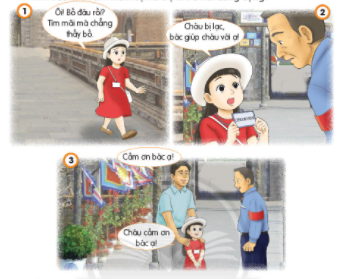 1
Ôi! Bố đâu rồi?
Tìm mãi mà chẳng
thấy bố.
2
Cháu bị lạc,
bác giúp cháu với ạ!
3
Cảm ơn bác ạ!
Cháu cảm ơn
bác ạ!